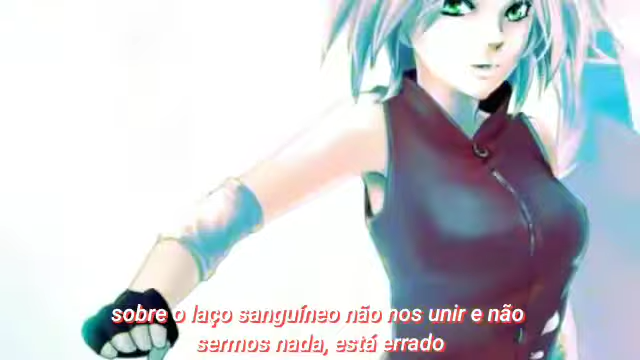 sobre o laço sanguíneo não nos unir e não
sermos nada, está errado